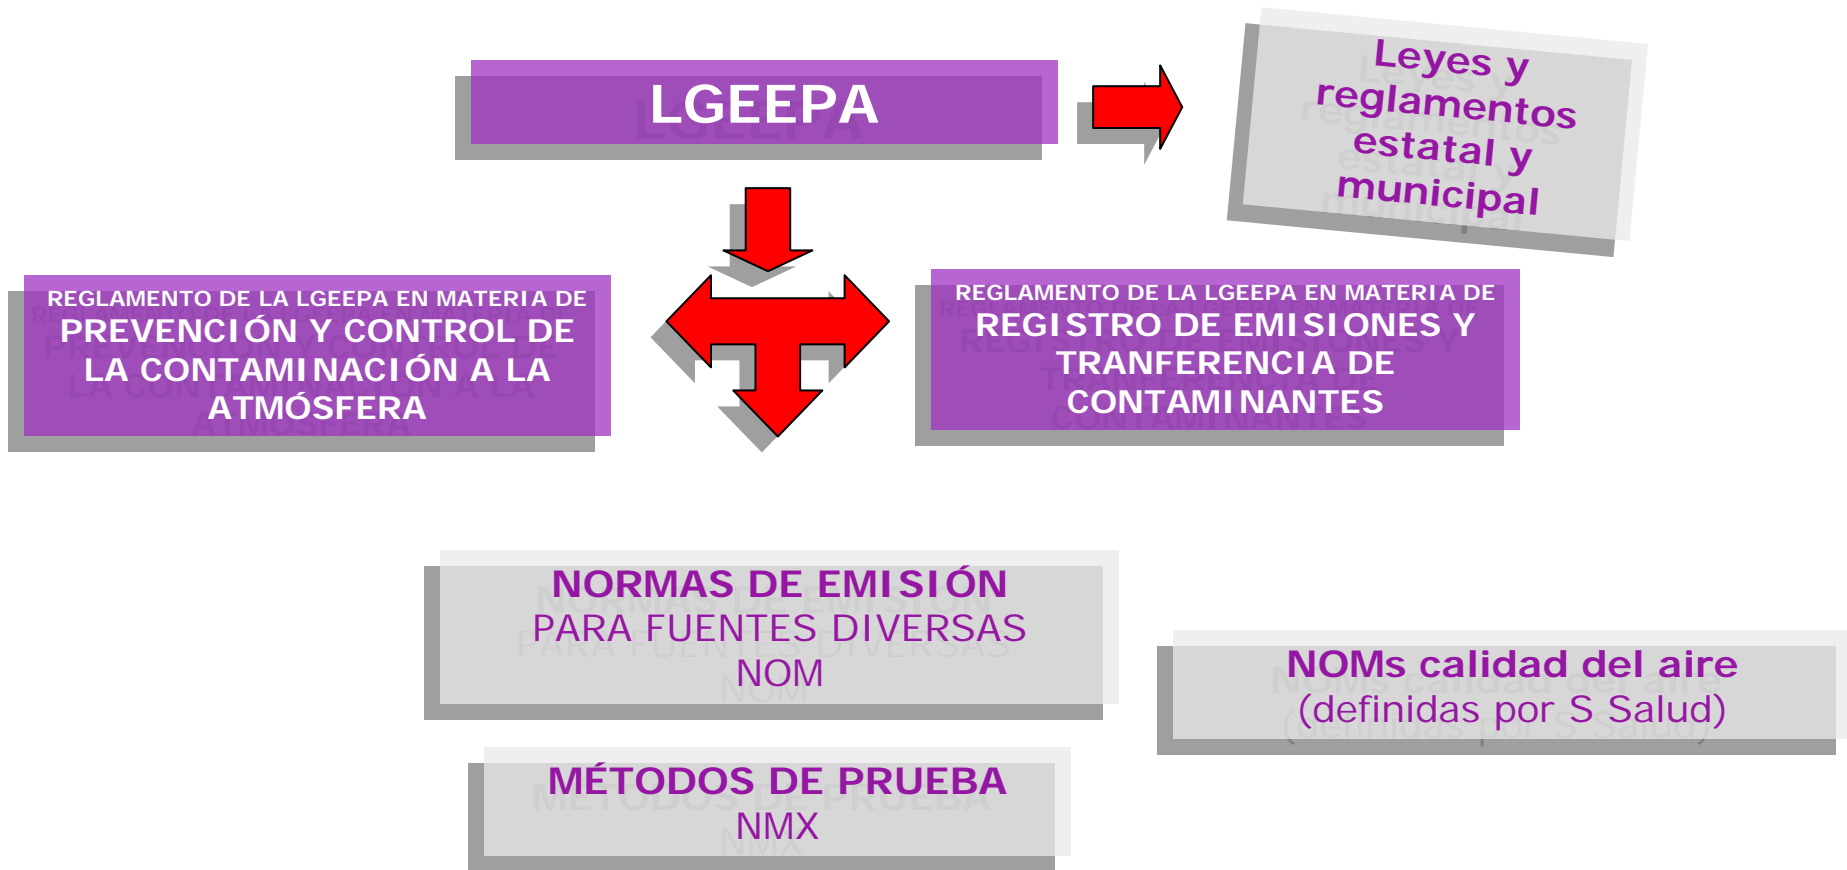 LGEEPA
Leyes y
reglamentos
estatal y
municipal
REGLAMENTO DE LA LGEEPA EN MATERIA DE
PREVENCIÓN Y CONTROL DE
LA CONTAMINACIÓN A LA
ATMÓSFERA
REGLAMENTO DE LA LGEEPA EN MATERIA DE
REGISTRO DE EMISIONES Y
TRANFERENCIA DE
CONTAMINANTES
NORMAS DE EMISIÓN
PARA FUENTES DIVERSAS
NOM
NOMs calidad del aire
(definidas por S Salud)
MÉTODOS DE PRUEBA
NMX